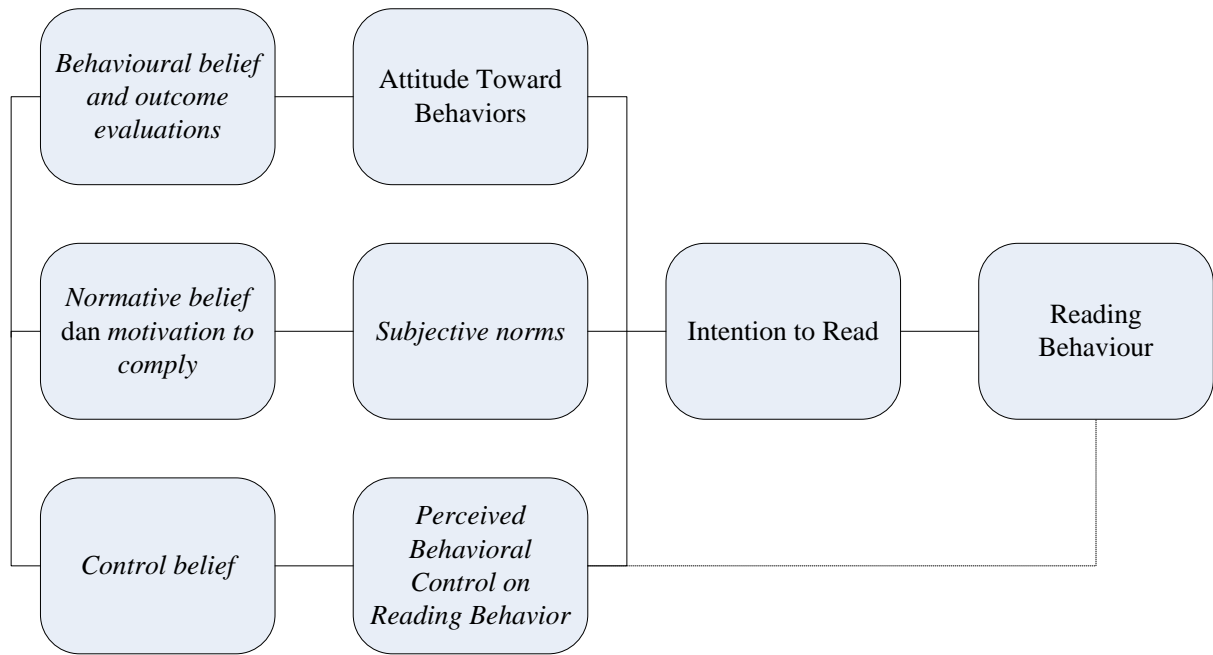 Behavioural belief
and outcome
evaluations
Attitude Toward
Behaviors
Normative belief
dan motivation to
comply
Subjective norms
Intention to Read
Reading
Behaviour
Control belief
Perceived
Behavioral
Control on
Reading Behavior